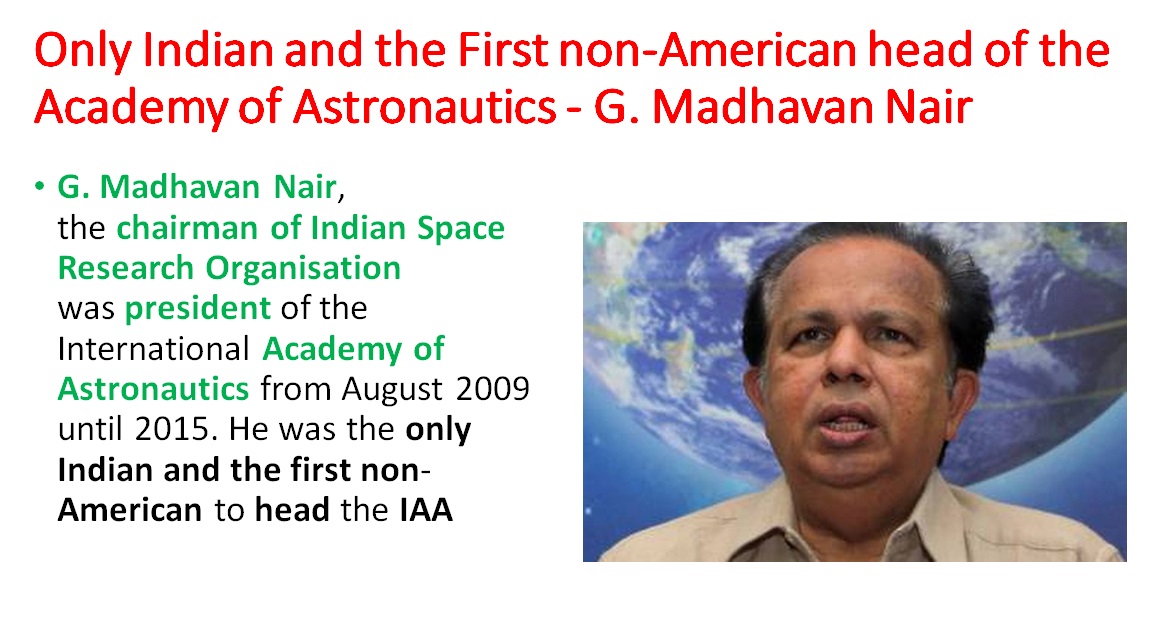 Only Indian and the First non-American head of the
Academy of Astronautics - G. Madhavan Nair
• G. Madhavan Nair,
the chairman of Indian Space
Research Organisation
was president of the
International Academy of
Astronautics from August 2009
until 2015. He was the only
Indian and the first non-
American to head the IAA